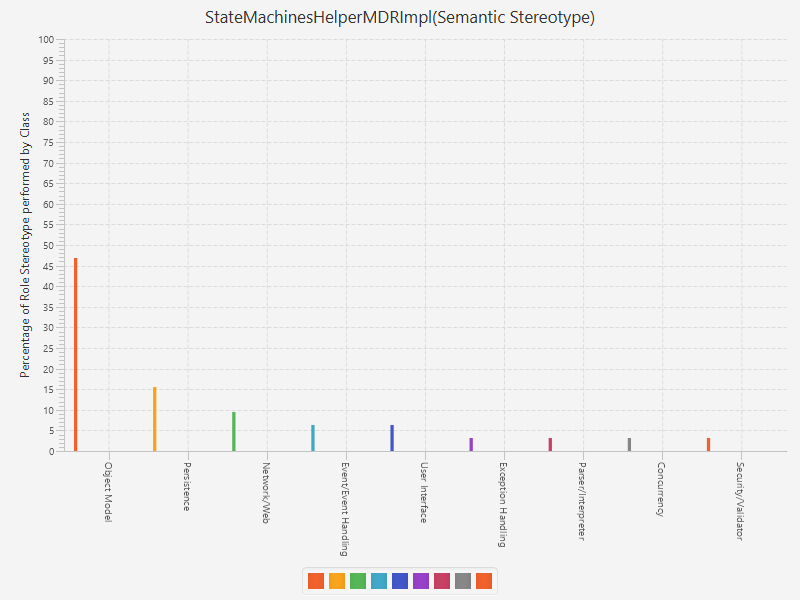 StateMachinesHelperMDRImpl(Semantic Stereotype)
Percentage of Role Stereotype performed by Class
100
95
90
85
80
75
70
65
60
55
50
45
40
35
30
25
20
15
10
5
0
Object Model
Persistence
Network/Web
Event/Event Handling
User Interface
Exception Handling
Parser/Interpreter
Concurrency
Security/Validator